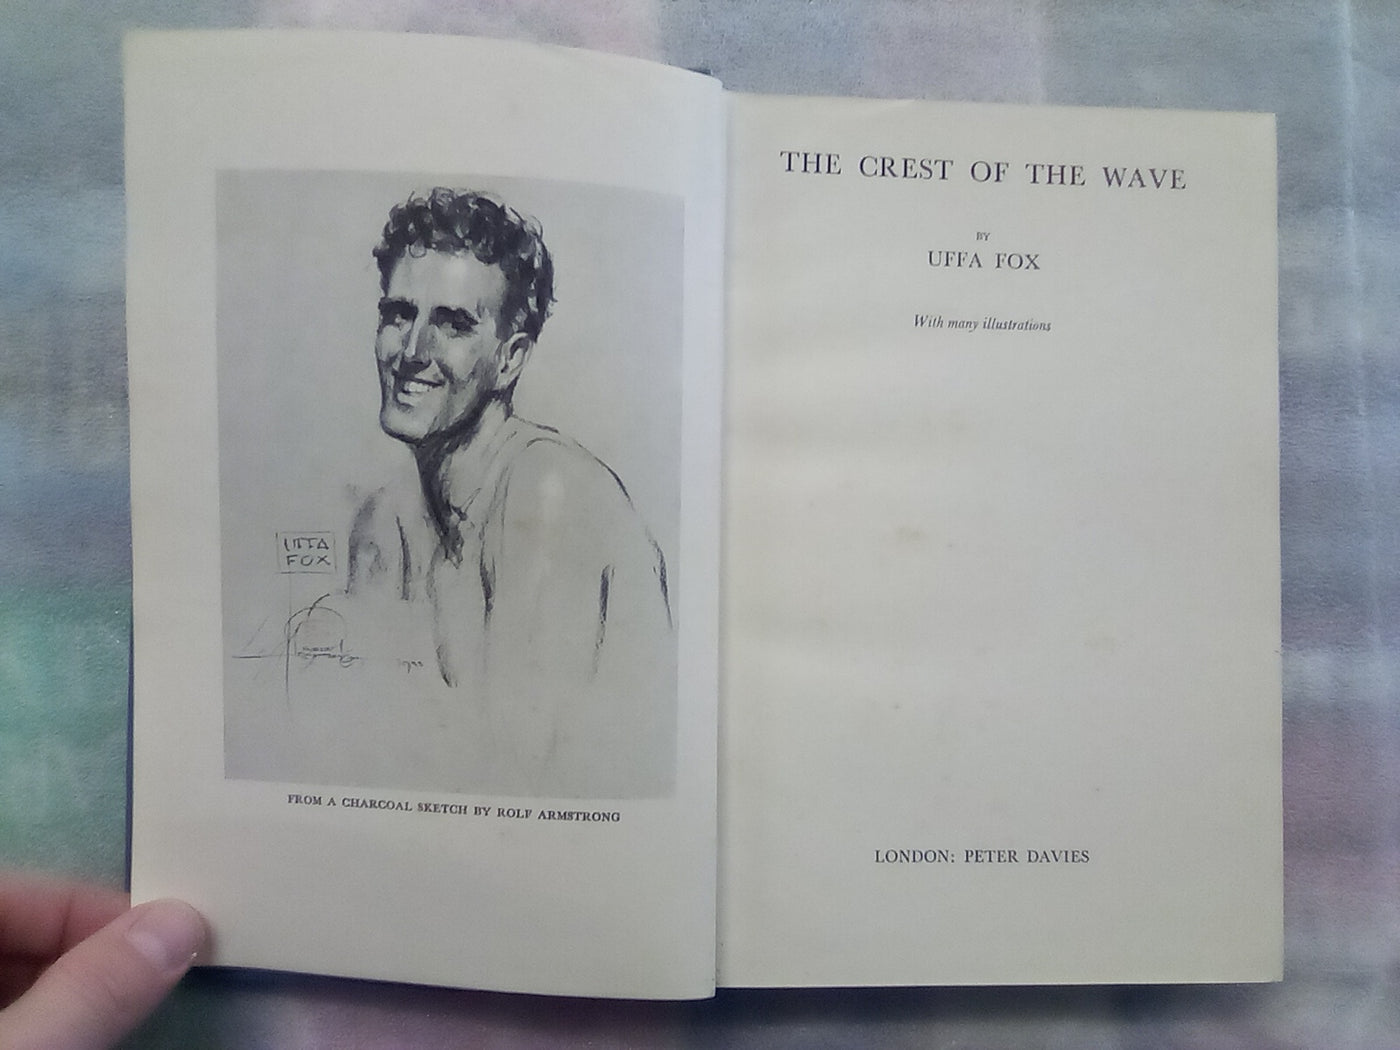 UFFA
FOX
FROM A CHARCOAL SKETCH BY ROLF ARMSTRONG
THE CREST OF THE WAVE
BY
UFFA FOX
With many illustrations
LONDON: PETER DAVIES